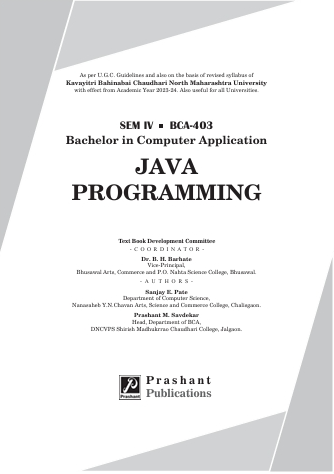 As per U.G.C. Guidelines and also on the basis of revised syllabus of
Kavayitri Bahinabai Chaudhari North Maharashtra University
with effect from Academic Year 2023-24. Also useful for all Universities.
SEM IV ■ BCA-403
Bachelor in Computer Application
JAVA
PROGRAMMING
Text Book Development Committee
- COORDINATOR -
Dr. B. H. Barhate
Vice-Principal,
Bhusawal Arts, Commerce and P.O. Nahta Science College, Bhusawal.
- AUTHORS -
Sanjay E. Pate
Department of Computer Science,
Nanasaheb Y.N.Chavan Arts, Science and Commerce College, Chalisgaon.
Prashant M. Savdekar
Head, Department of BCA,
DNCVPS Shirish Madhukrrao Chaudhari College, Jalgaon.
Prashant
Publications